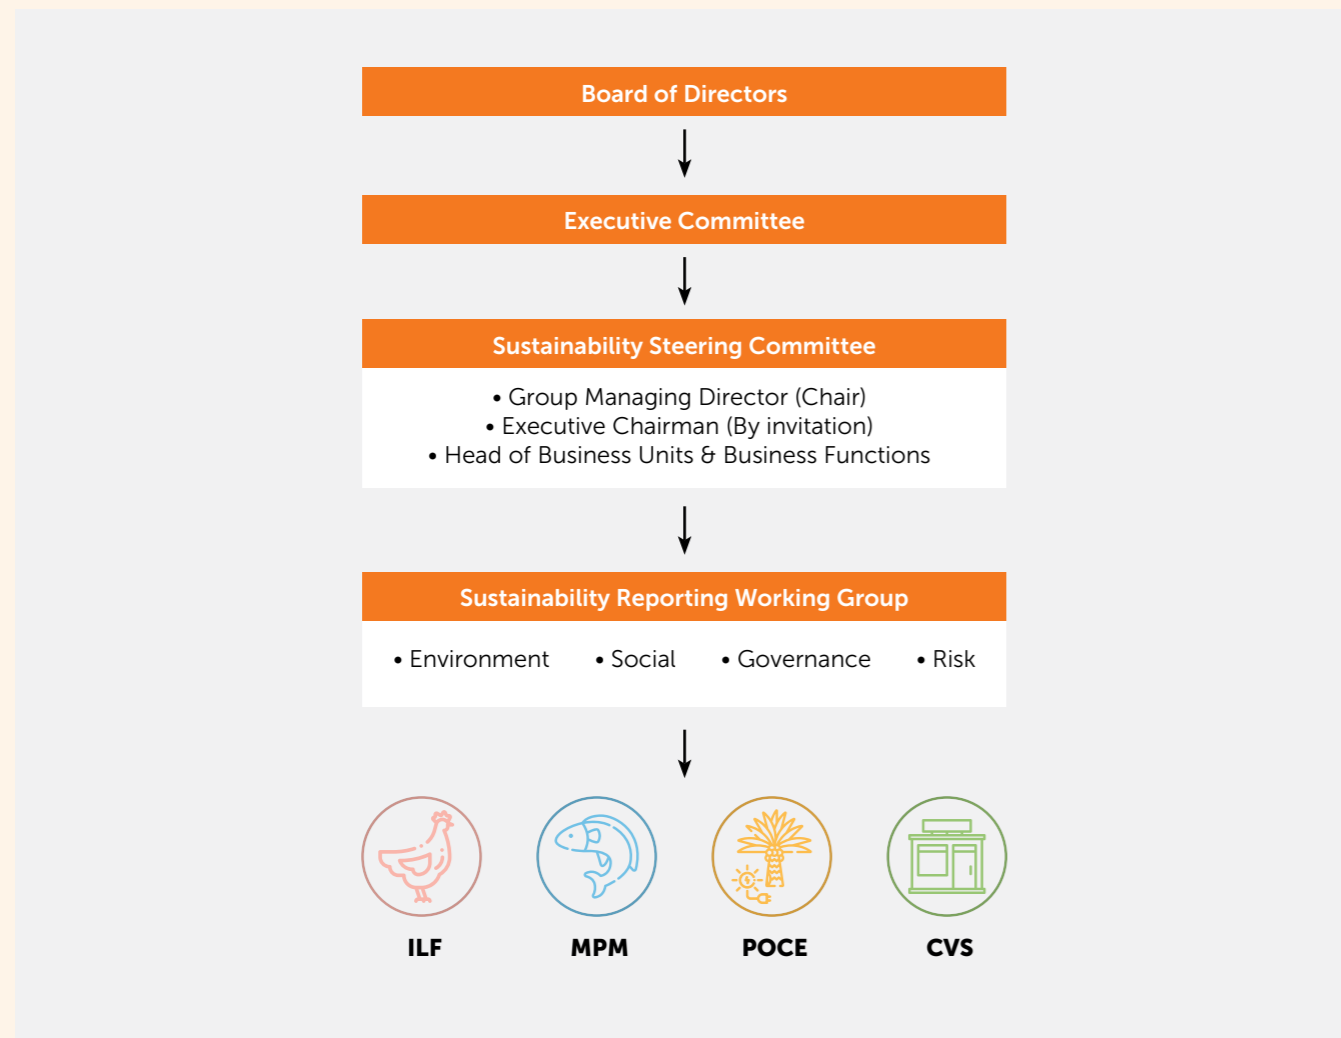 Board of Directors
Executive Committee
Sustainability Steering Committee
• Group Managing Director (Chair)
• Executive Chairman (By invitation)
• Head of Business Units & Business Functions
Sustainability Reporting Working Group
• Environment • Social • Governance • Risk
ILF MPM POCE CVS